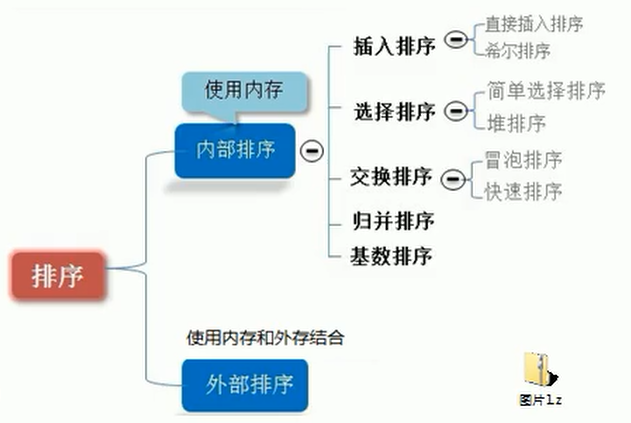 直接插入排序
插入排序
希尔排序
使用内存
简单选择排序
选择排序
堆排序
内部排序
冒泡排序
交换排序
快速排序
归并排序
基数排序
排序
使用内存和外存结合
外部排序
图片1z